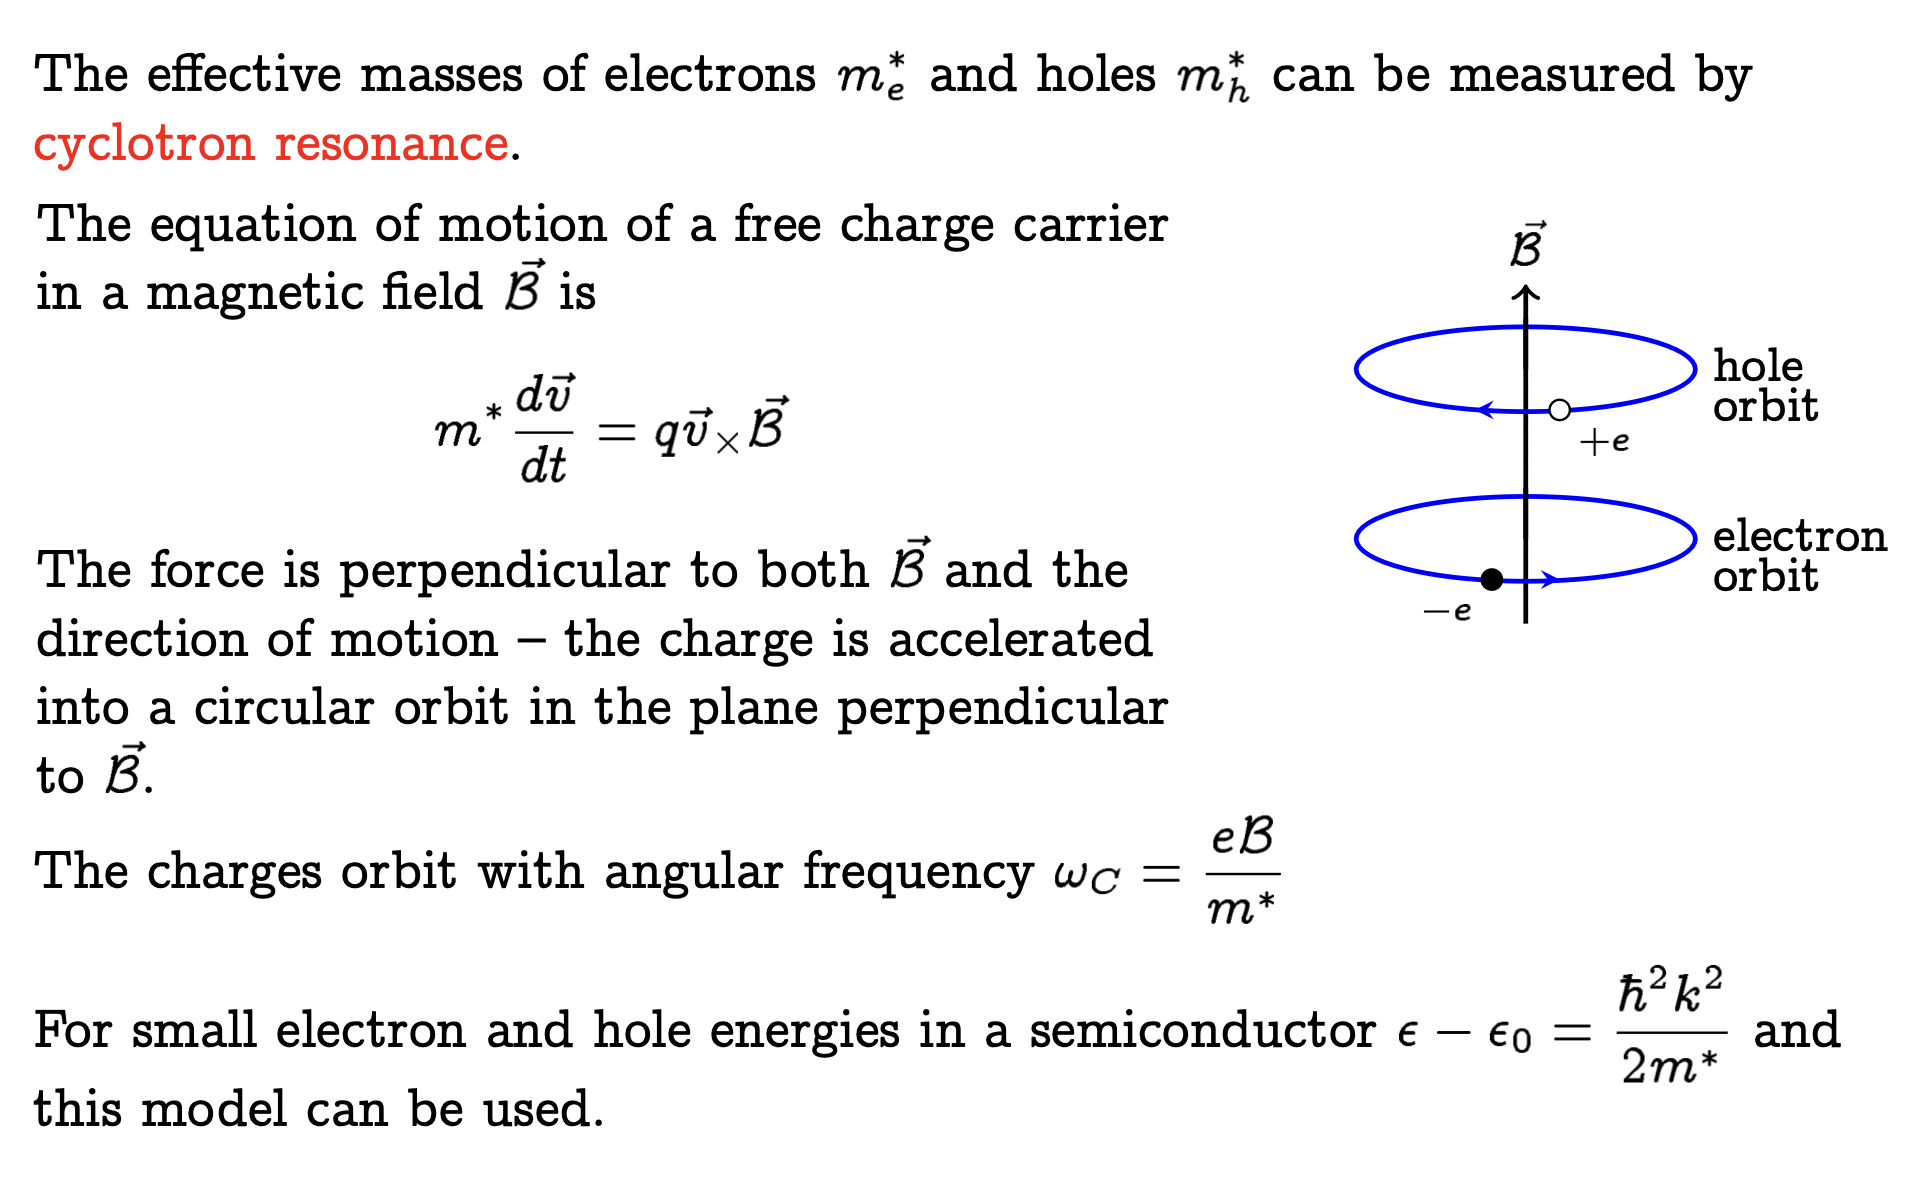 The effective masses of electrons $m_e^*$ and holes $m_h^*$ can be measured by
cyclotron resonance.
The equation of motion of a free charge carrier
in a magnetic field $\vec{\mathcal{B}}$ is
$m^* \frac{d\vec{v}}{dt} = q\vec{v} \times \vec{\mathcal{B}}$
The force is perpendicular to both $\vec{\mathcal{B}}$ and the
direction of motion – the charge is accelerated
into a circular orbit in the plane perpendicular
to $\vec{\mathcal{B}}$.
$\vec{\mathcal{B}}$
hole
orbit
$+e$
electron
orbit
$-e$
The charges orbit with angular frequency $\omega_C = \frac{e\mathcal{B}}{m^*}$
For small electron and hole energies in a semiconductor $\epsilon - \epsilon_0 = \frac{\hbar^2 k^2}{2m^*}$ and
this model can be used.